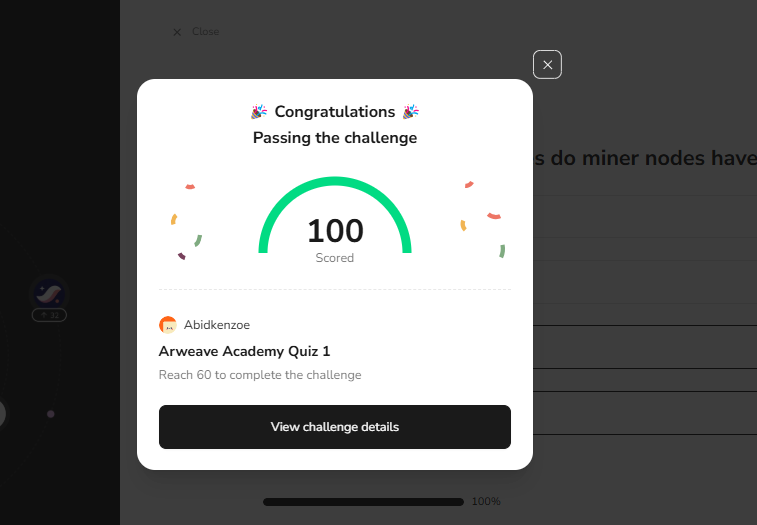 Close
Congratulations
Passing the challenge
s do miner nodes have
100
Scored
32
Abidkenzoe
Arweave Academy Quiz 1
Reach 60 to complete the challenge
View challenge details
100%